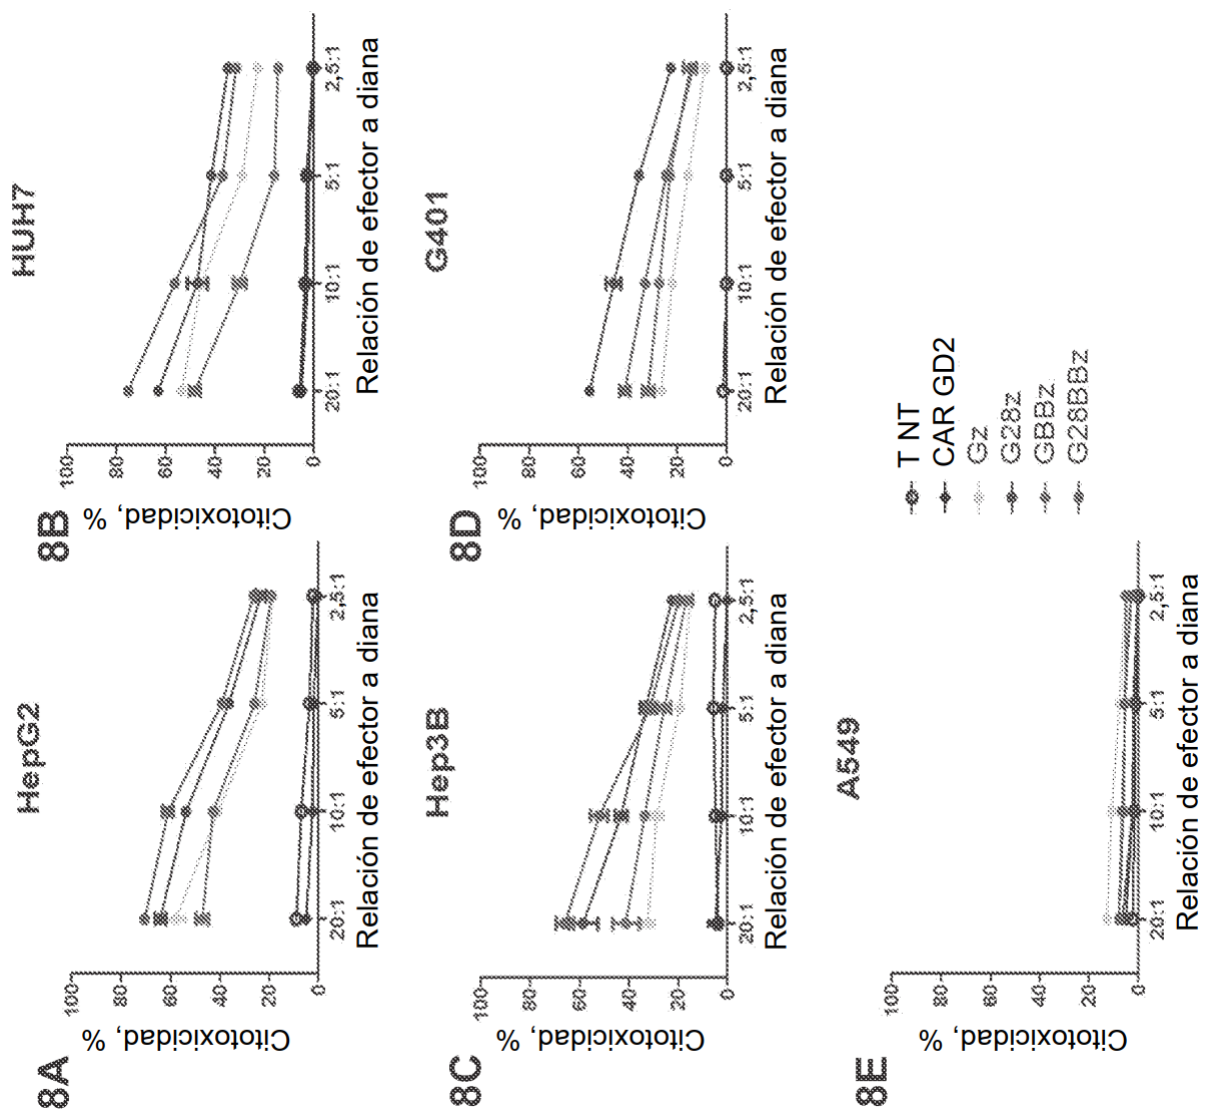 8A
HepG2
Citotoxicidad, %
100
80
60
40
20
0
20:1
10:1
5:1
2,5:1
Relación de efector a diana
8B
HUH7
Citotoxicidad, %
100
80
60
40
20
0
20:1
10:1
5:1
2,5:1
Relación de efector a diana
8C
Hep3B
Citotoxicidad, %
100
80
60
40
20
0
20:1
10:1
5:1
2,5:1
Relación de efector a diana
8D
G401
Citotoxicidad, %
100
80
60
40
20
0
20:1
10:1
5:1
2,5:1
Relación de efector a diana
8E
A549
Citotoxicidad, %
100
80
60
40
20
0
20:1
10:1
5:1
2,5:1
Relación de efector a diana
T NT
CAR GD2
Gz
G28z
GBBz
G28BBz